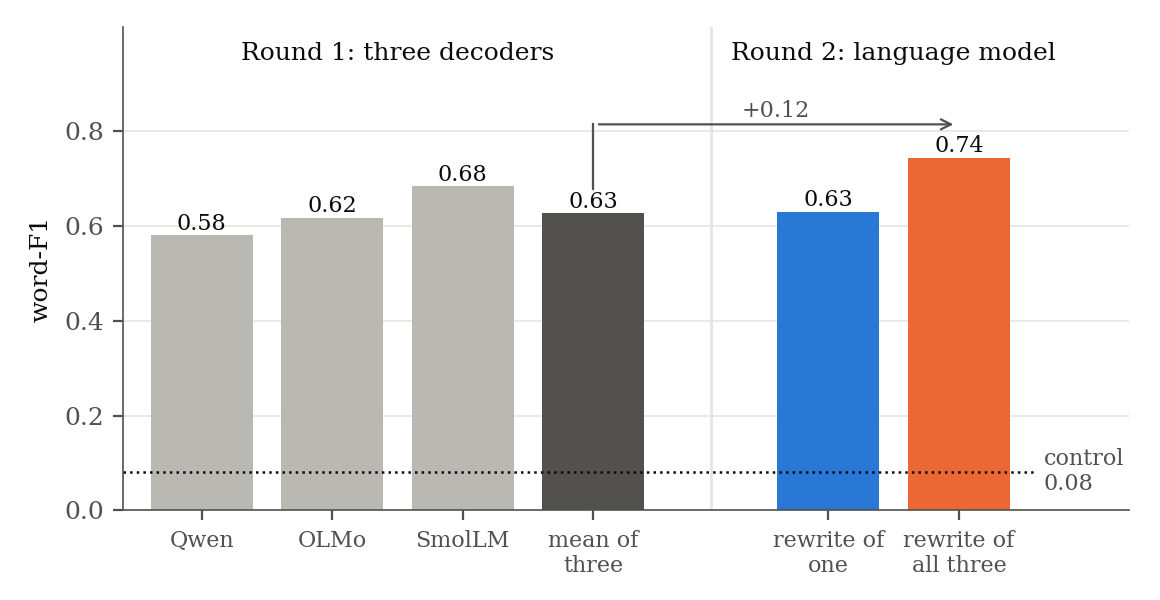 Round 1: three decoders
Round 2: language model
+0.12
0.8
0.6
0.4
0.2
0.0
word-F1
0.58
0.62
0.68
0.63
0.63
0.74
control
0.08
Qwen
OLMo
SmolLM
mean of
three
rewrite of
one
rewrite of
all three